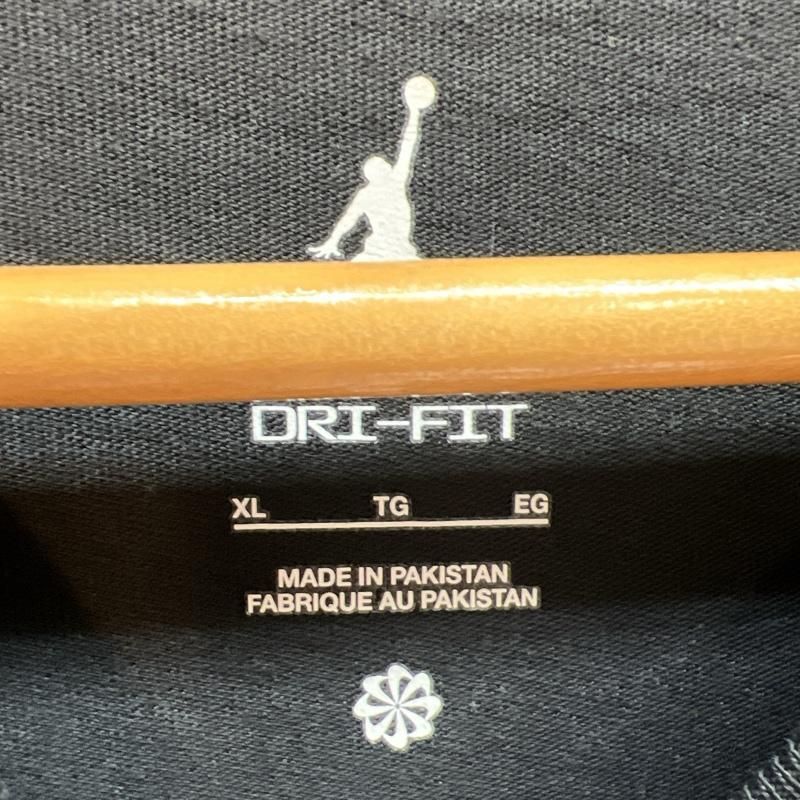 DRI-FIT
XL TG EG
MADE IN PAKISTAN
FABRIQUE AU PAKISTAN